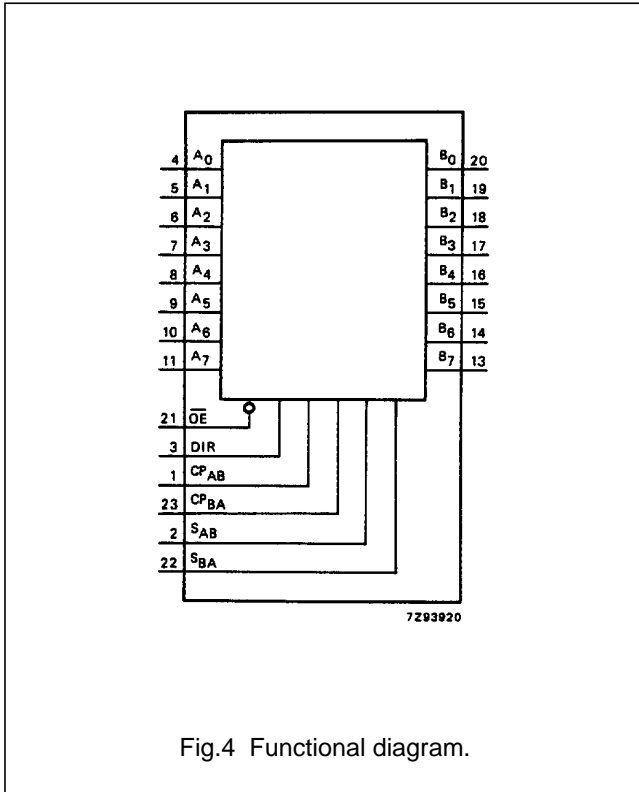 4 A0 B0 20
5 A1 B1 19
6 A2 B2 18
7 A3 B3 17
8 A4 B4 16
9 A5 B5 15
10 A6 B6 14
11 A7 B7 13
21 O̅E̅
3 DIR
1 CPAB
23 CPBA
2 SAB
22 SBA
7Z93920
Fig.4 Functional diagram.